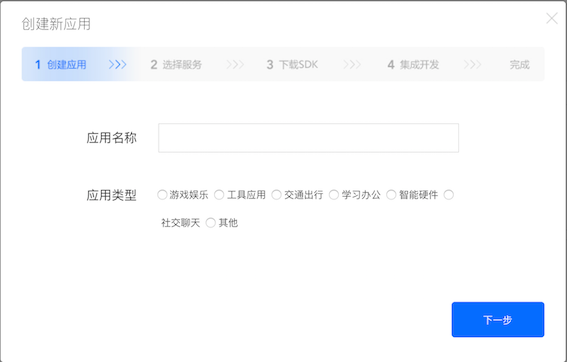 创建新应用
1 创建应用 2 选择服务 3 下载SDK 4 集成开发 完成
应用名称
应用类型 游戏娱乐 工具应用 交通出行 学习办公 智能硬件
社交聊天 其他
下一步